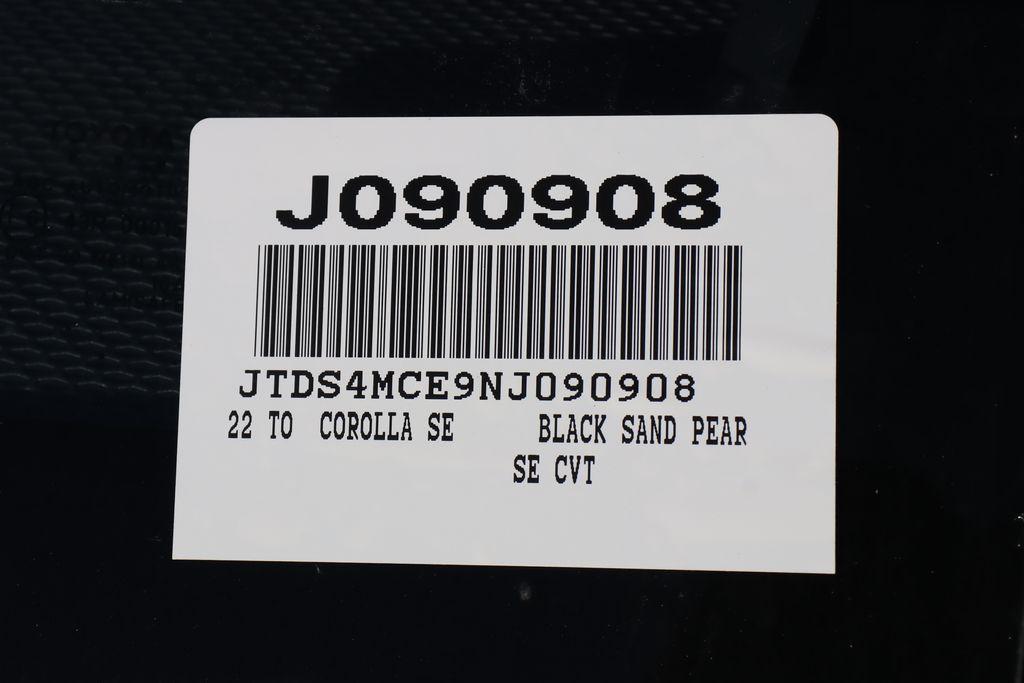 J090908
JTDS4MCE9NJ090908
22 TO COROLLA SE BLACK SAND PEAR
SE CVT